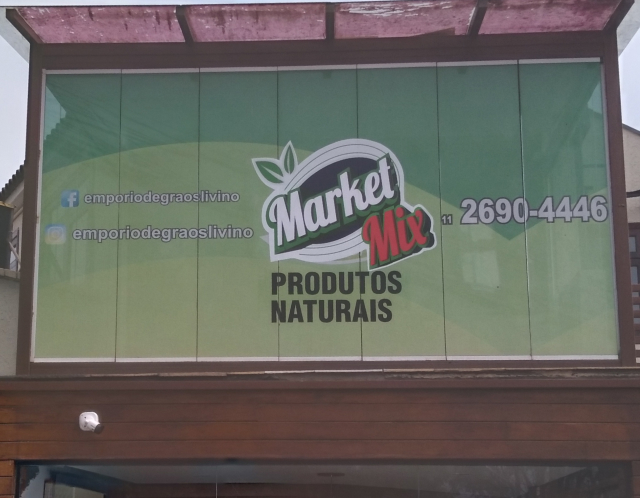 emporiodegraoslivino
emporiodegraoslivino
Market
Mix
PRODUTOS
NATURAIS
11 2690-4446